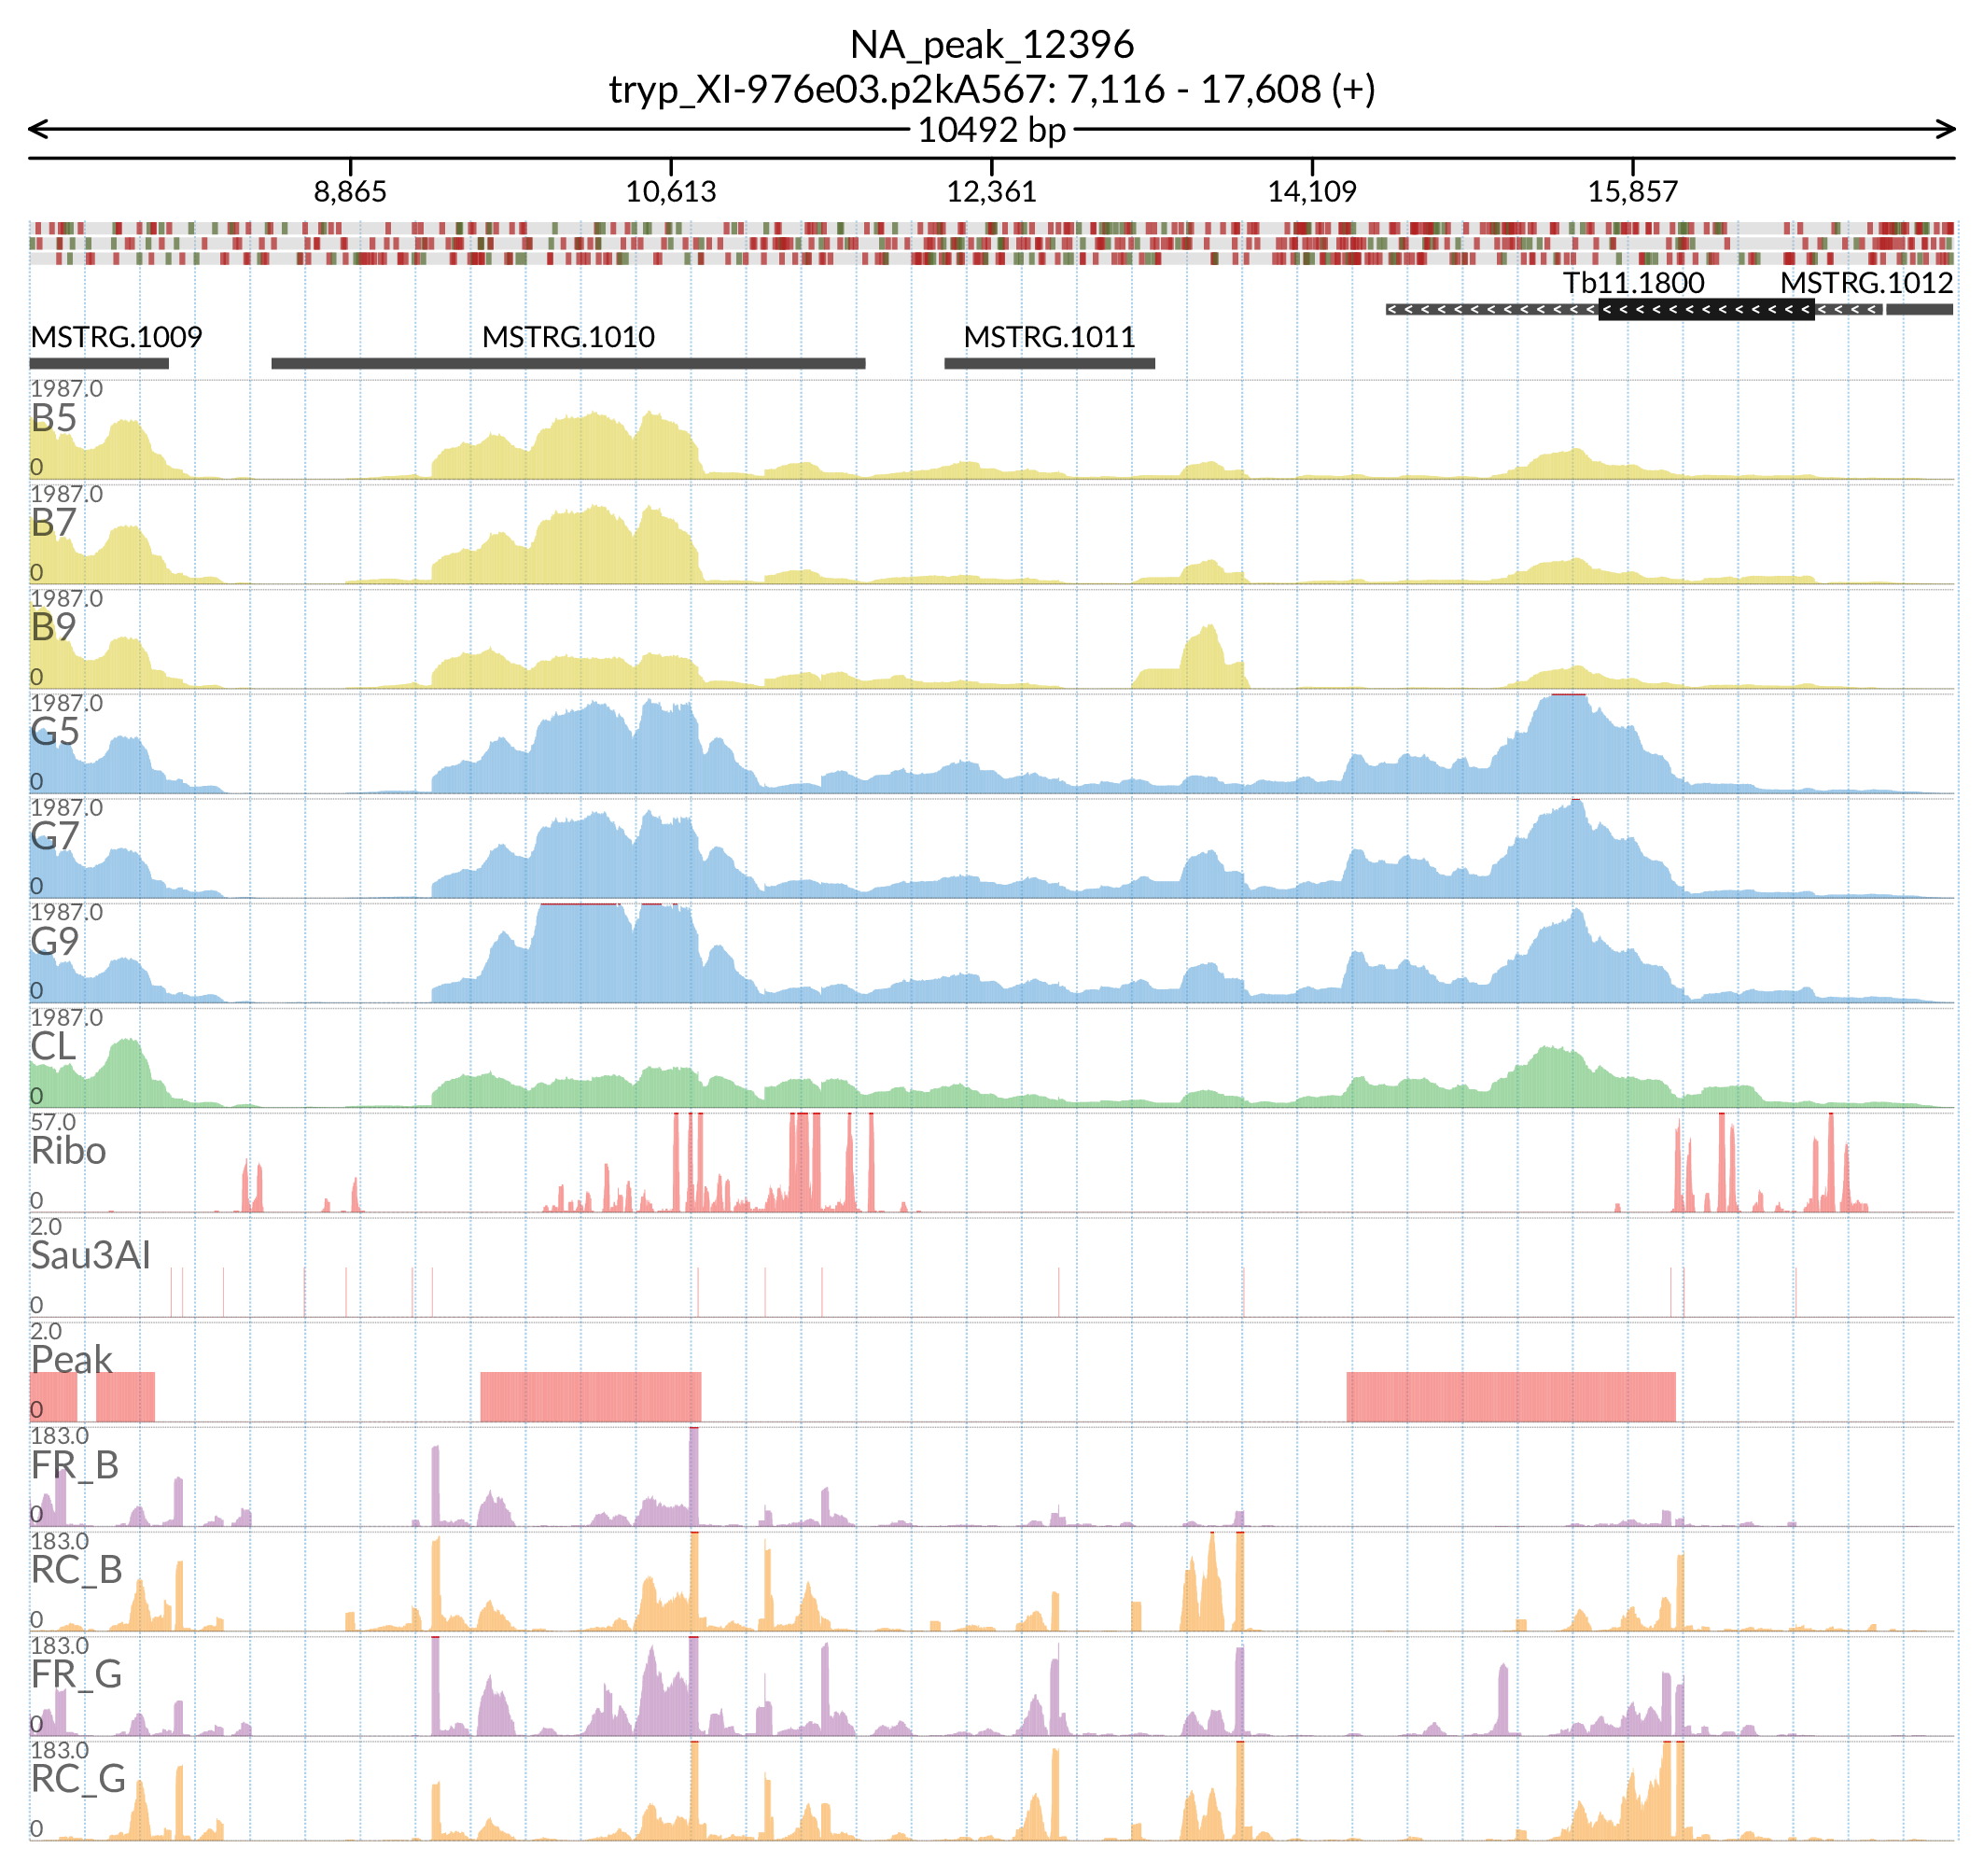 NA_peak_12396
tryp_XI-976e03.p2kA567: 7,116 - 17,608 (+)
10492 bp
8,865 10,613 12,361 14,109 15,857
Tb11.1800 MSTRG.1012
MSTRG.1009 MSTRG.1010 MSTRG.1011
1987.0
B5
0
1987.0
B7
0
1987.0
B9
0
1987.0
G5
0
1987.0
G7
0
1987.0
G9
0
1987.0
CL
0
57.0
Ribo
0
2.0
Sau3AI
0
2.0
Peak
0
183.0
FR_B
0
183.0
RC_B
0
183.0
FR_G
0
183.0
RC_G
0